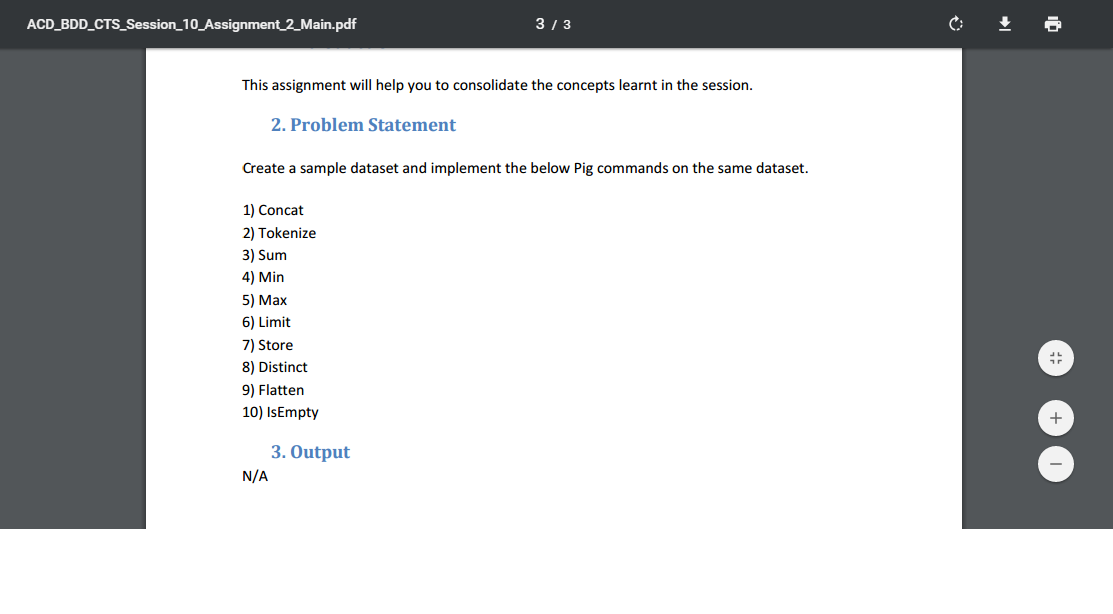 ACD_BDD_CTS_Session_10_Assignment_2_Main.pdf
3 / 3
This assignment will help you to consolidate the concepts learnt in the session.
2. Problem Statement
Create a sample dataset and implement the below Pig commands on the same dataset.
1) Concat
2) Tokenize
3) Sum
4) Min
5) Max
6) Limit
7) Store
8) Distinct
9) Flatten
10) IsEmpty
3. Output
N/A